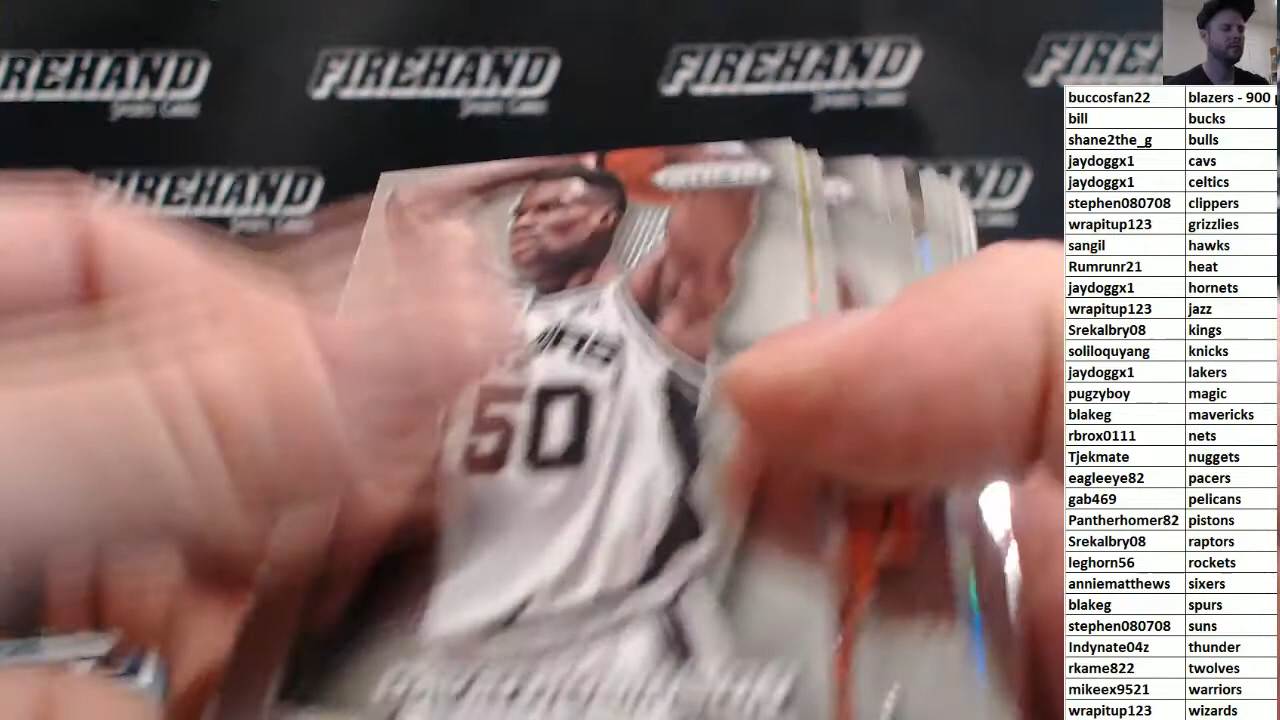 FIREHAND
FIREHAND
FIREHAND
FIREHAND
50
buccosfan22 blazers - 900
bill bucks
shane2the_g bulls
jaydoggx1 cavs
jaydoggx1 celtics
stephen080708 clippers
wrapitup123 grizzlies
sangil hawks
Rumrunr21 heat
jaydoggx1 hornets
wrapitup123 jazz
Srekalbry08 kings
soliloquyang knicks
jaydoggx1 lakers
pugzyboy magic
blakeg mavericks
rbrox0111 nets
Tjekmate nuggets
eagleeye82 pacers
gab469 pelicans
Pantherhomer82 pistons
Srekalbry08 raptors
leghorn56 rockets
anniematthews sixers
blakeg spurs
stephen080708 suns
Indynate04z thunder
rkame822 twolves
mikeex9521 warriors
wrapitup123 wizards